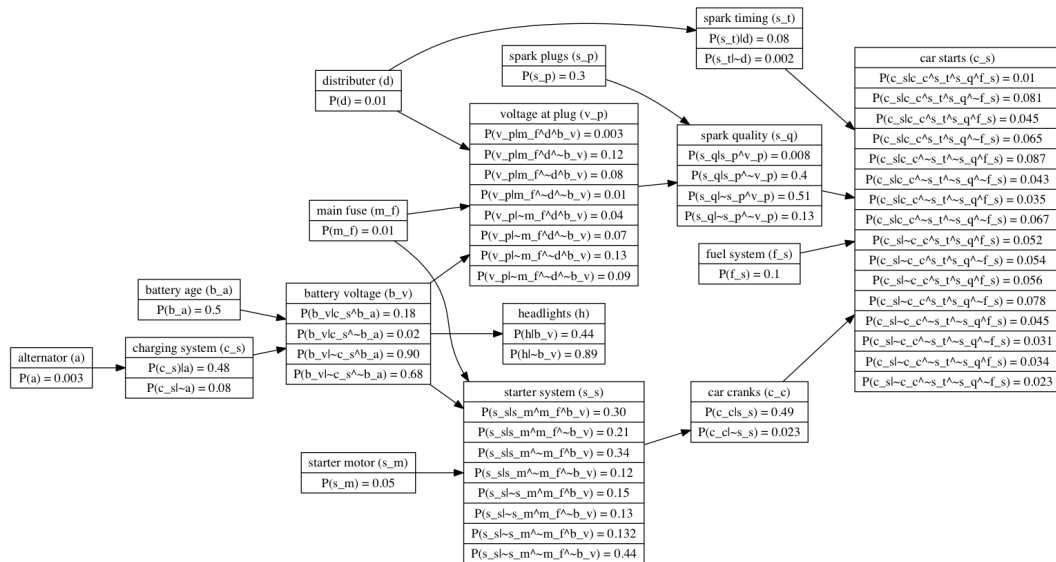 spark timing (s_t)
P(s_t)|d) = 0.08
P(s_t|~d) = 0.002
spark plugs (s_p)
P(s_p) = 0.3
distributer (d)
P(d) = 0.01
voltage at plug (v_p)
P(v_p|m_f^d^b_v) = 0.003
P(v_p|m_f^d^~b_v) = 0.12
P(v_p|m_f^~d^b_v) = 0.08
P(v_p|m_f^~d^~b_v) = 0.01
P(v_p|~m_f^d^b_v) = 0.04
P(v_p|~m_f^d^~b_v) = 0.07
P(v_p|~m_f^~d^b_v) = 0.13
P(v_p|~m_f^~d^~b_v) = 0.09
spark quality (s_q)
P(s_q|s_p^v_p) = 0.008
P(s_q|s_p^~v_p) = 0.4
P(s_q|~s_p^v_p) = 0.51
P(s_q|~s_p^~v_p) = 0.13
car starts (c_s)
P(c_s|c_c^s_t^s_q^f_s) = 0.01
P(c_s|c_c^s_t^s_q^~f_s) = 0.081
P(c_s|c_c^s_t^s_q^f_s) = 0.045
P(c_s|c_c^s_t^s_q^~f_s) = 0.065
P(c_s|c_c^~s_t^~s_q^f_s) = 0.087
P(c_s|c_c^~s_t^~s_q^~f_s) = 0.043
P(c_s|c_c^~s_t^~s_q^f_s) = 0.035
P(c_s|c_c^~s_t^~s_q^~f_s) = 0.067
P(c_s|~c_c^s_t^s_q^~f_s) = 0.052
P(c_s|~c_c^s_t^s_q^~f_s) = 0.054
P(c_s|~c_c^s_t^s_q^f_s) = 0.056
P(c_s|~c_c^s_t^s_q^~f_s) = 0.078
P(c_s|~c_c^~s_t^~s_q^f_s) = 0.045
P(c_s|~c_c^~s_t^~s_q^~f_s) = 0.031
P(c_s|~c_c^~s_t^~s_q^f_s) = 0.034
P(c_s|~c_c^~s_t^~s_q^~f_s) = 0.023
main fuse (m_f)
P(m_f) = 0.01
fuel system (f_s)
P(f_s) = 0.1
battery age (b_a)
P(b_a) = 0.5
battery voltage (b_v)
P(b_v|c_s^b_a) = 0.18
P(b_v|c_s^~b_a) = 0.02
P(b_v|~c_s^b_a) = 0.90
P(b_v|~c_s^~b_a) = 0.68
headlights (h)
P(h|b_v) = 0.44
P(h|~b_v) = 0.89
alternator (a)
P(a) = 0.003
charging system (c_s)
P(c_s)|a) = 0.48
P(c_s|~a) = 0.08
starter system (s_s)
P(s_s|s_m^m_f^b_v) = 0.30
P(s_s|s_m^m_f^~b_v) = 0.21
P(s_s|s_m^~m_f^b_v) = 0.34
P(s_s|s_m^~m_f^~b_v) = 0.12
P(s_s|~s_m^m_f^b_v) = 0.15
P(s_s|~s_m^m_f^~b_v) = 0.13
P(s_s|~s_m^~m_f^b_v) = 0.132
P(s_s|~s_m^~m_f^~b_v) = 0.44
car cranks (c_c)
P(c_c|s_s) = 0.49
P(c_c|~s_s) = 0.023
starter motor (s_m)
P(s_m) = 0.05